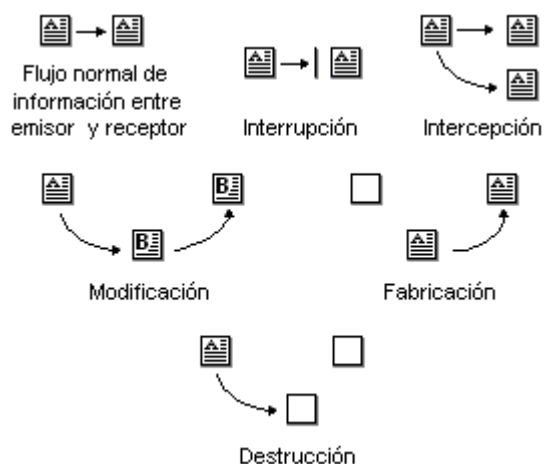 Flujo normal de
información entre
emisor y receptor
Interrupción
Intercepción
B
Modificación
Fabricación
Destrucción